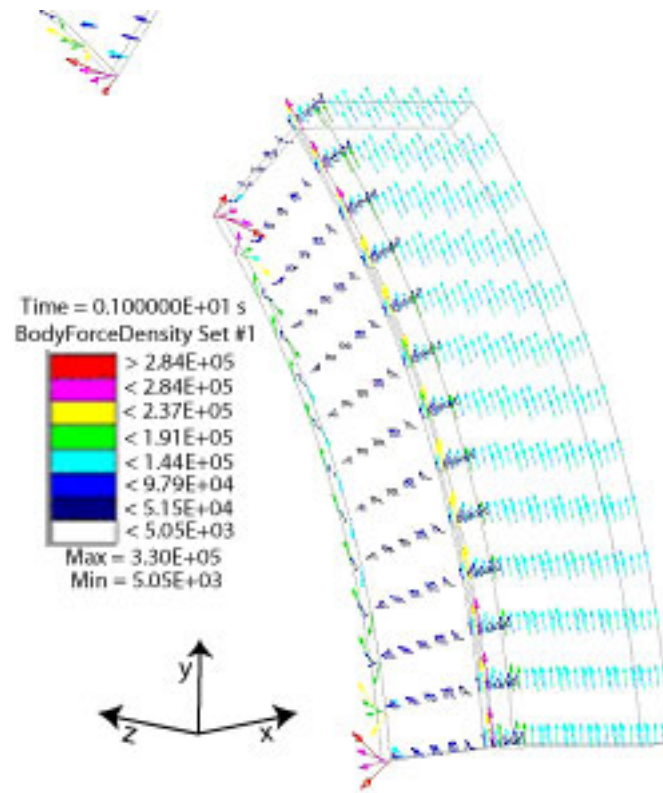 Time = 0.100000E+01 s
BodyForceDensity Set #1
> 2.84E+05
< 2.84E+05
< 2.37E+05
< 1.91E+05
< 1.44E+05
< 9.79E+04
< 5.15E+04
< 5.05E+03
Max = 3.30E+05
Min = 5.05E+03
y
z
x